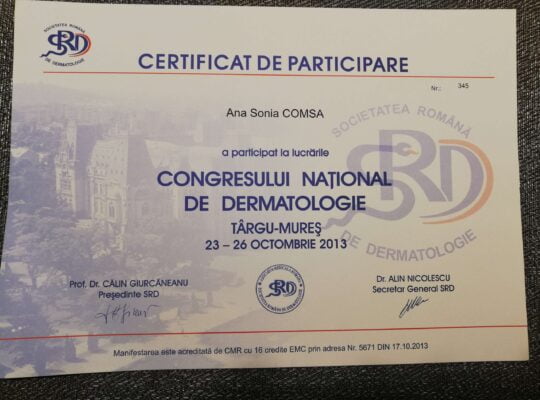 SOCIETATEA ROMÂNĂ
SRD
DE DERMATOLOGIE
CERTIFICAT DE PARTICIPARE
Nr.: 345
Ana Sonia COMSA
a participat la lucrările
CONGRESULUI NAȚIONAL
DE DERMATOLOGIE
TÂRGU-MUREȘ
23 – 26 OCTOMBRIE 2013
SOCIETATEA ROMÂNĂ
SRD
DE DERMATOLOGIE
Prof. Dr. CĂLIN GIURCĂNEANU
Președinte SRD
SRD
Dr. ALIN NICOLESCU
Secretar General SRD
Manifestarea este acreditată de CMR cu 16 credite EMC prin adresa Nr. 5671 DIN 17.10.2013